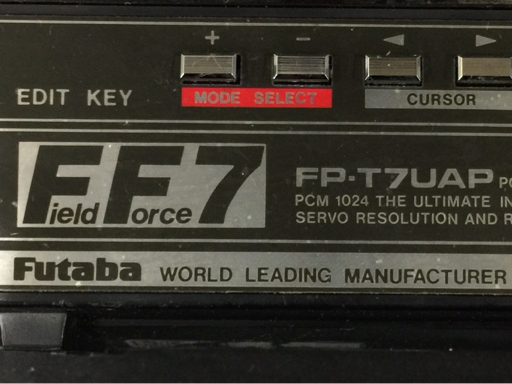 + - ◄ ►
EDIT KEY MODE SELECT CURSOR
Field Force FF7
FP-T7UAP
PCM 1024 THE ULTIMATE
SERVO RESOLUTION AND
Futaba WORLD LEADING MANUFACTURER